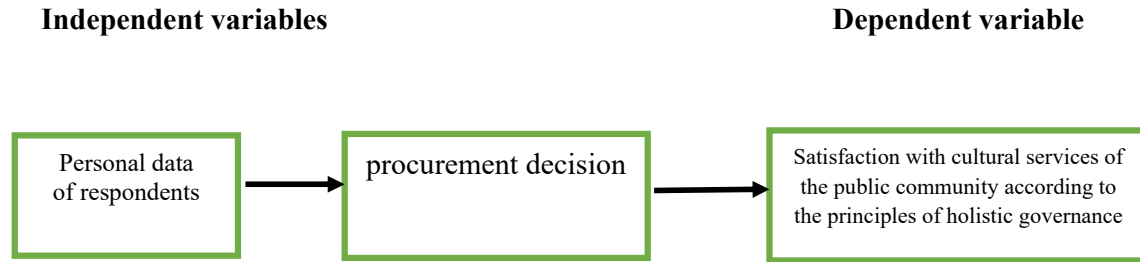 Independent variables
Dependent variable
Personal data
of respondents
procurement decision
Satisfaction with cultural services of
the public community according to
the principles of holistic governance